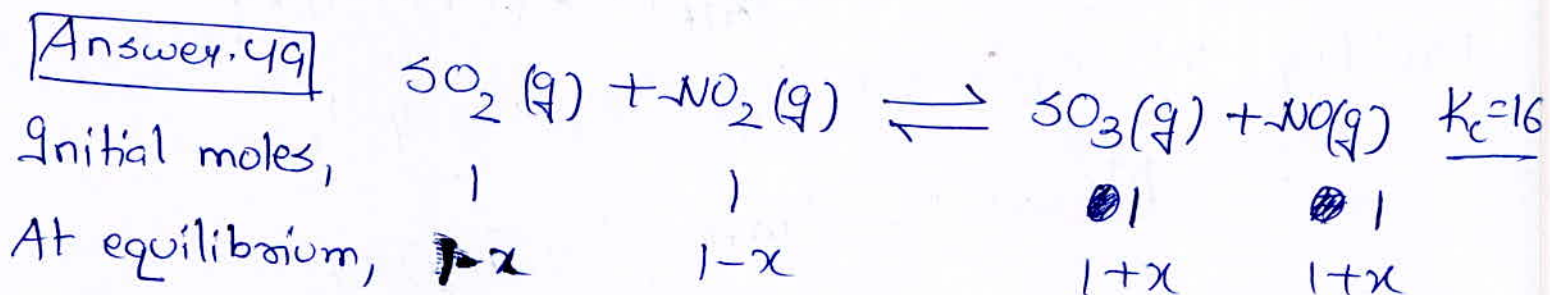 Answer.49 SO₂ (g) + NO₂ (g) ⇌ SO₃(g) + NO(g) Kc=16
Initial moles, 1 1 1 1
At equilibrium, 1-x 1-x 1+x 1+x